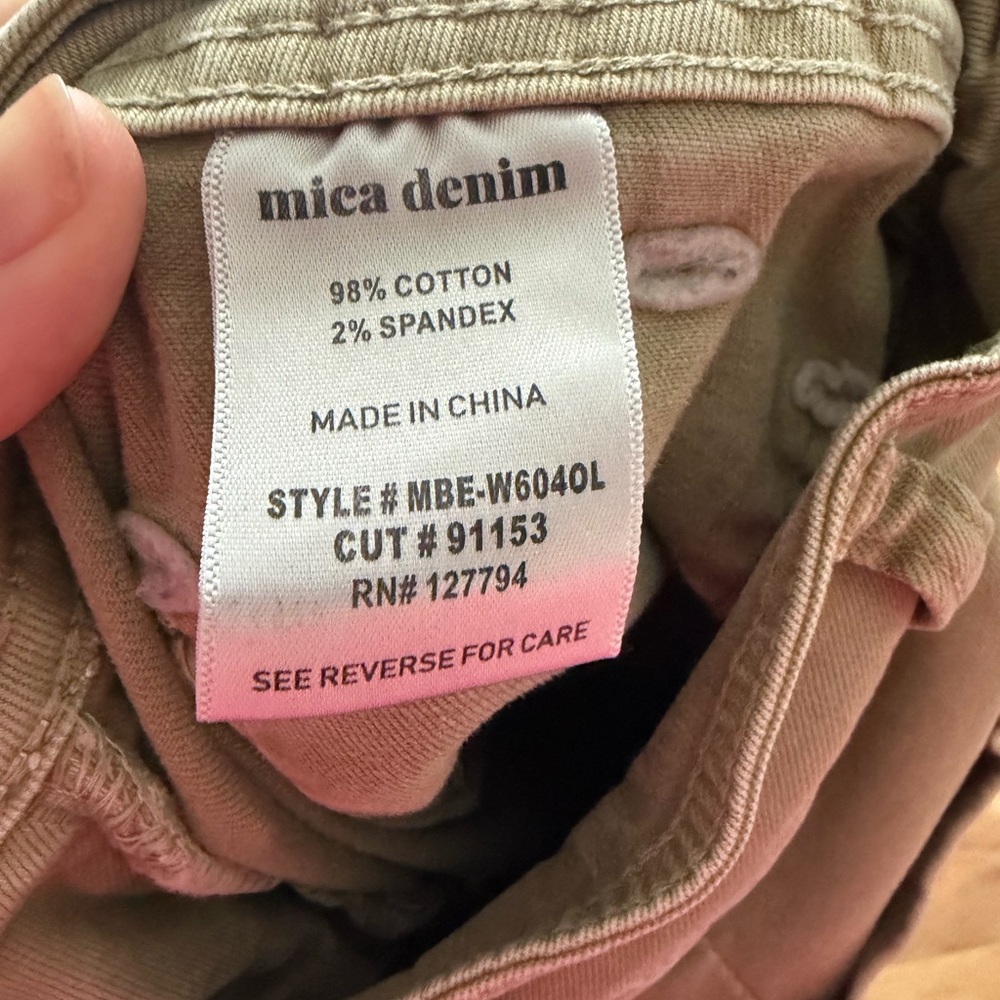 mica denim
98% COTTON
2% SPANDEX
MADE IN CHINA
STYLE # MBE-W604OL
CUT # 91153
RN# 127794
SEE REVERSE FOR CARE